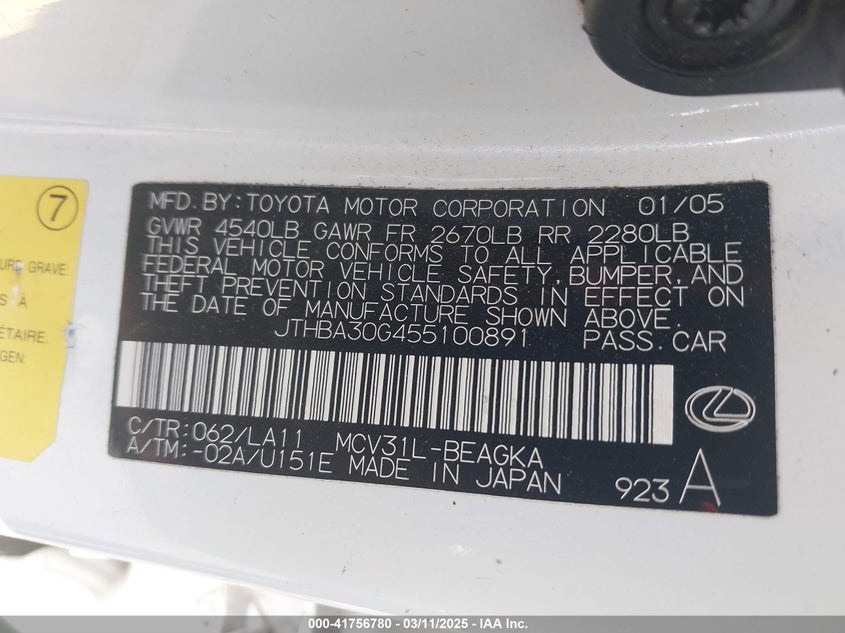 7
URE GRAVE.
S À
ÉTAIRE.
GEN:
MFD. BY: TOYOTA MOTOR CORPORATION 01/05
GVWR 4540LB GAWR FR 2670LB RR 2280LB
THIS VEHICLE CONFORMS TO ALL APPLICABLE
FEDERAL MOTOR VEHICLE SAFETY, BUMPER, AND
THEFT PREVENTION STANDARDS IN EFFECT ON
THE DATE OF MANUFACTURE SHOWN ABOVE.
JTHBA30G455100891 PASS. CAR
C/TR: 062/LA11 MCV31L-BEAGKA
A/TM: -02A/U151E MADE IN JAPAN
923 A
000-41756780 - 03/11/2025 - IAA Inc.